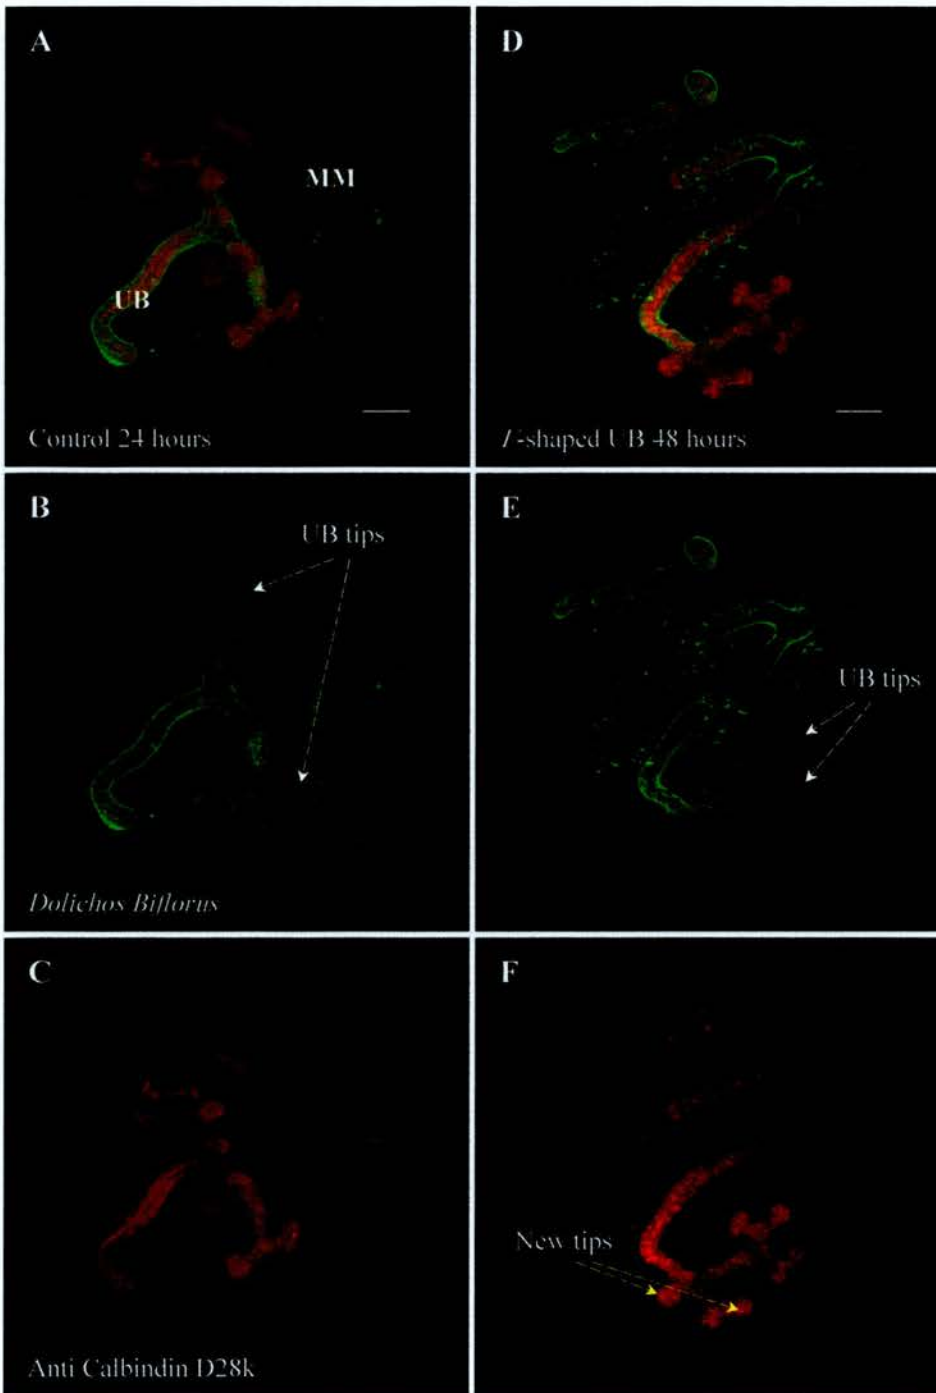 A
MM
UB
Control 24 hours
D
T-shaped UB 48 hours
B
UB tips
Dolichos Biflorus
E
UB tips
C
Anti Calbindin D28k
F
New tips